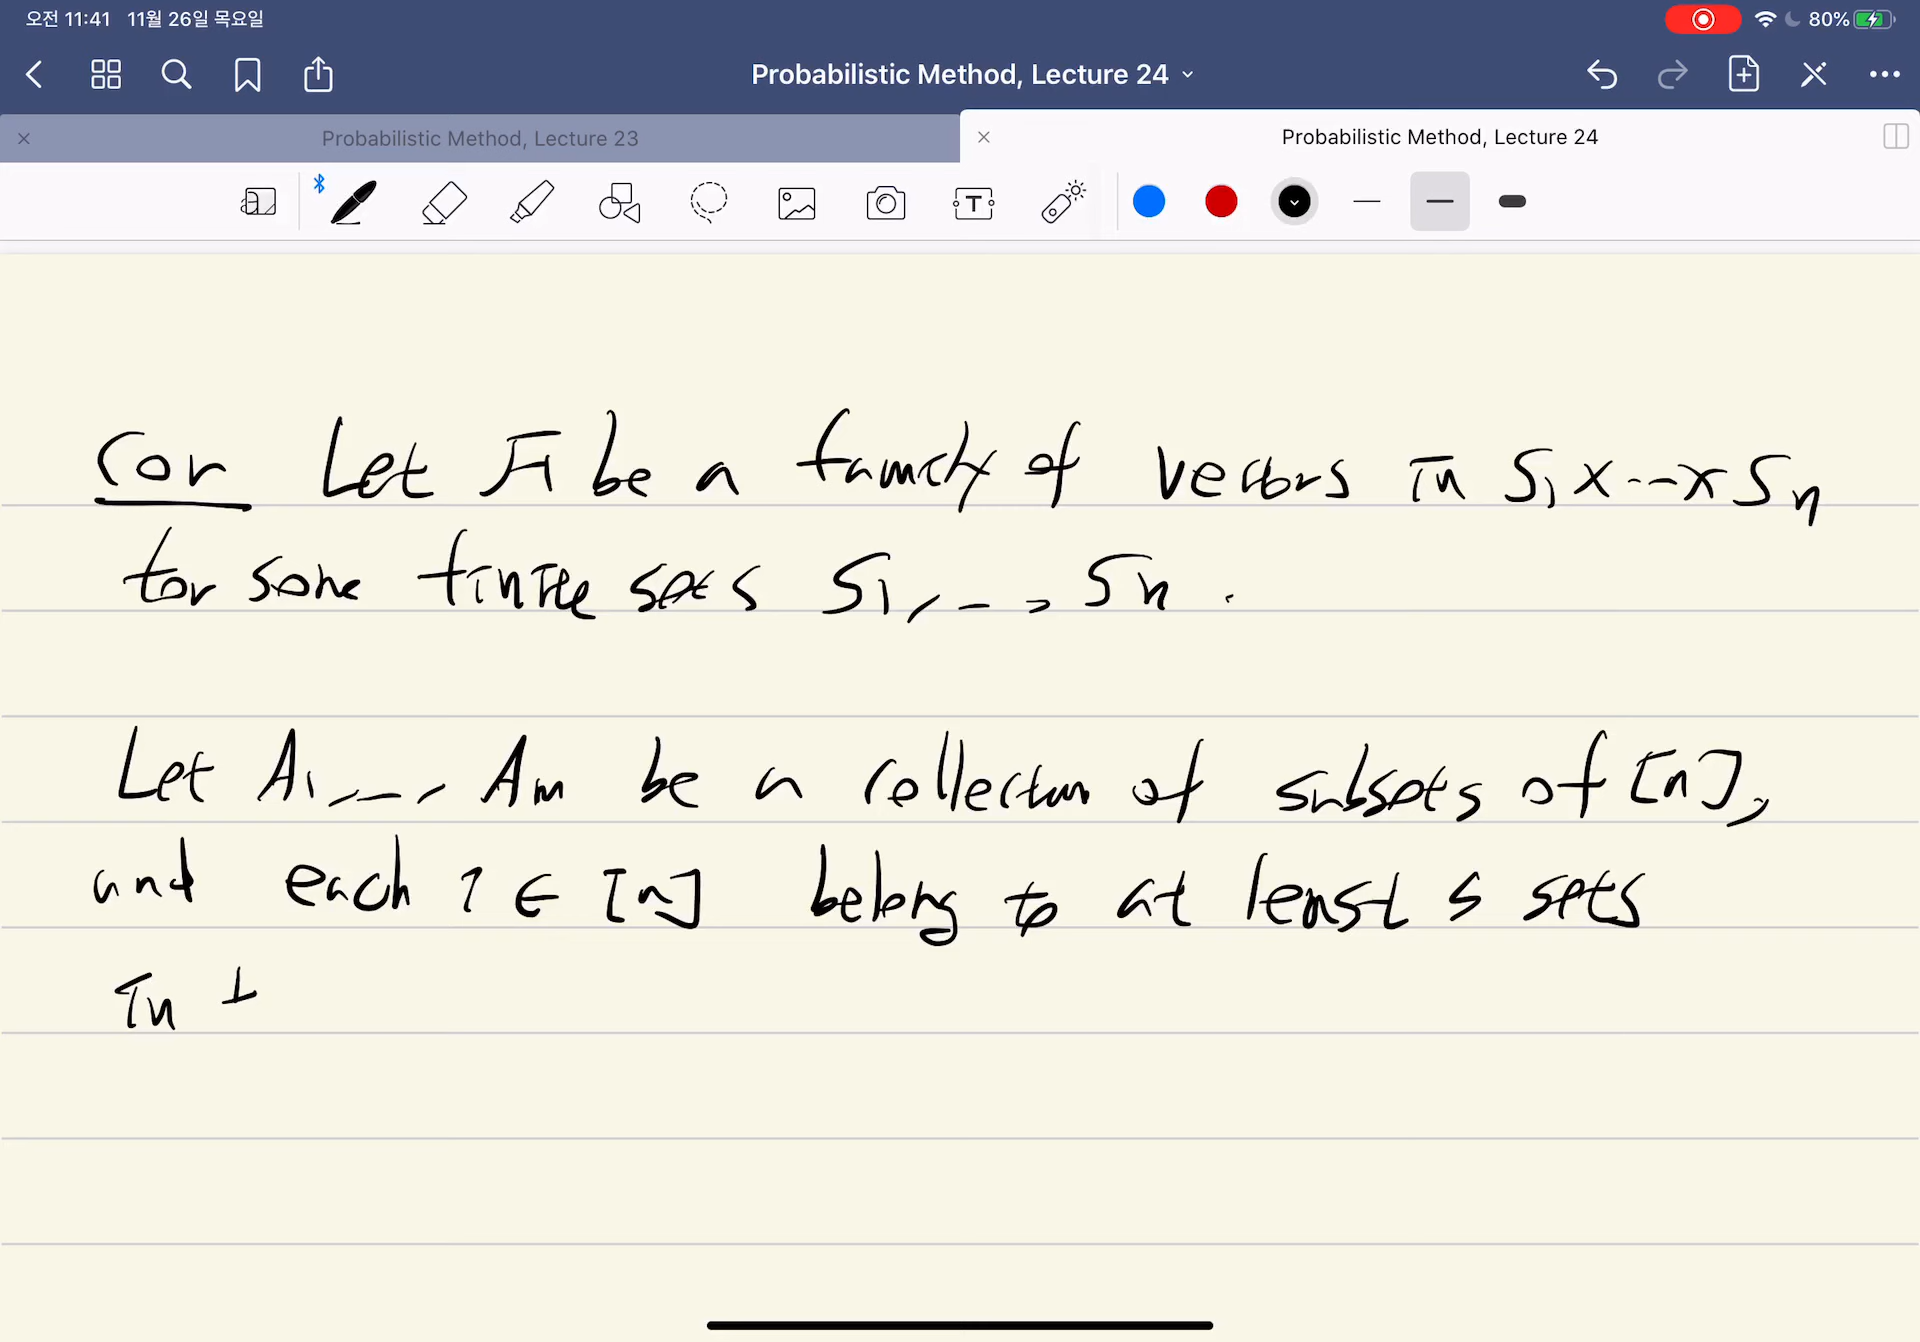 오전 11:41 11월 26일 목요일
80%
Probabilistic Method, Lecture 24
Probabilistic Method, Lecture 23
Probabilistic Method, Lecture 24
Cor Let F be a family of vectors in S₁ x --- x Sₙ
for some finite sets S₁, - - , Sₙ .
Let A₁, - - , Aₘ be a collection of subsets of [n],
and each i ∈ [n] belong to at least s sets
in